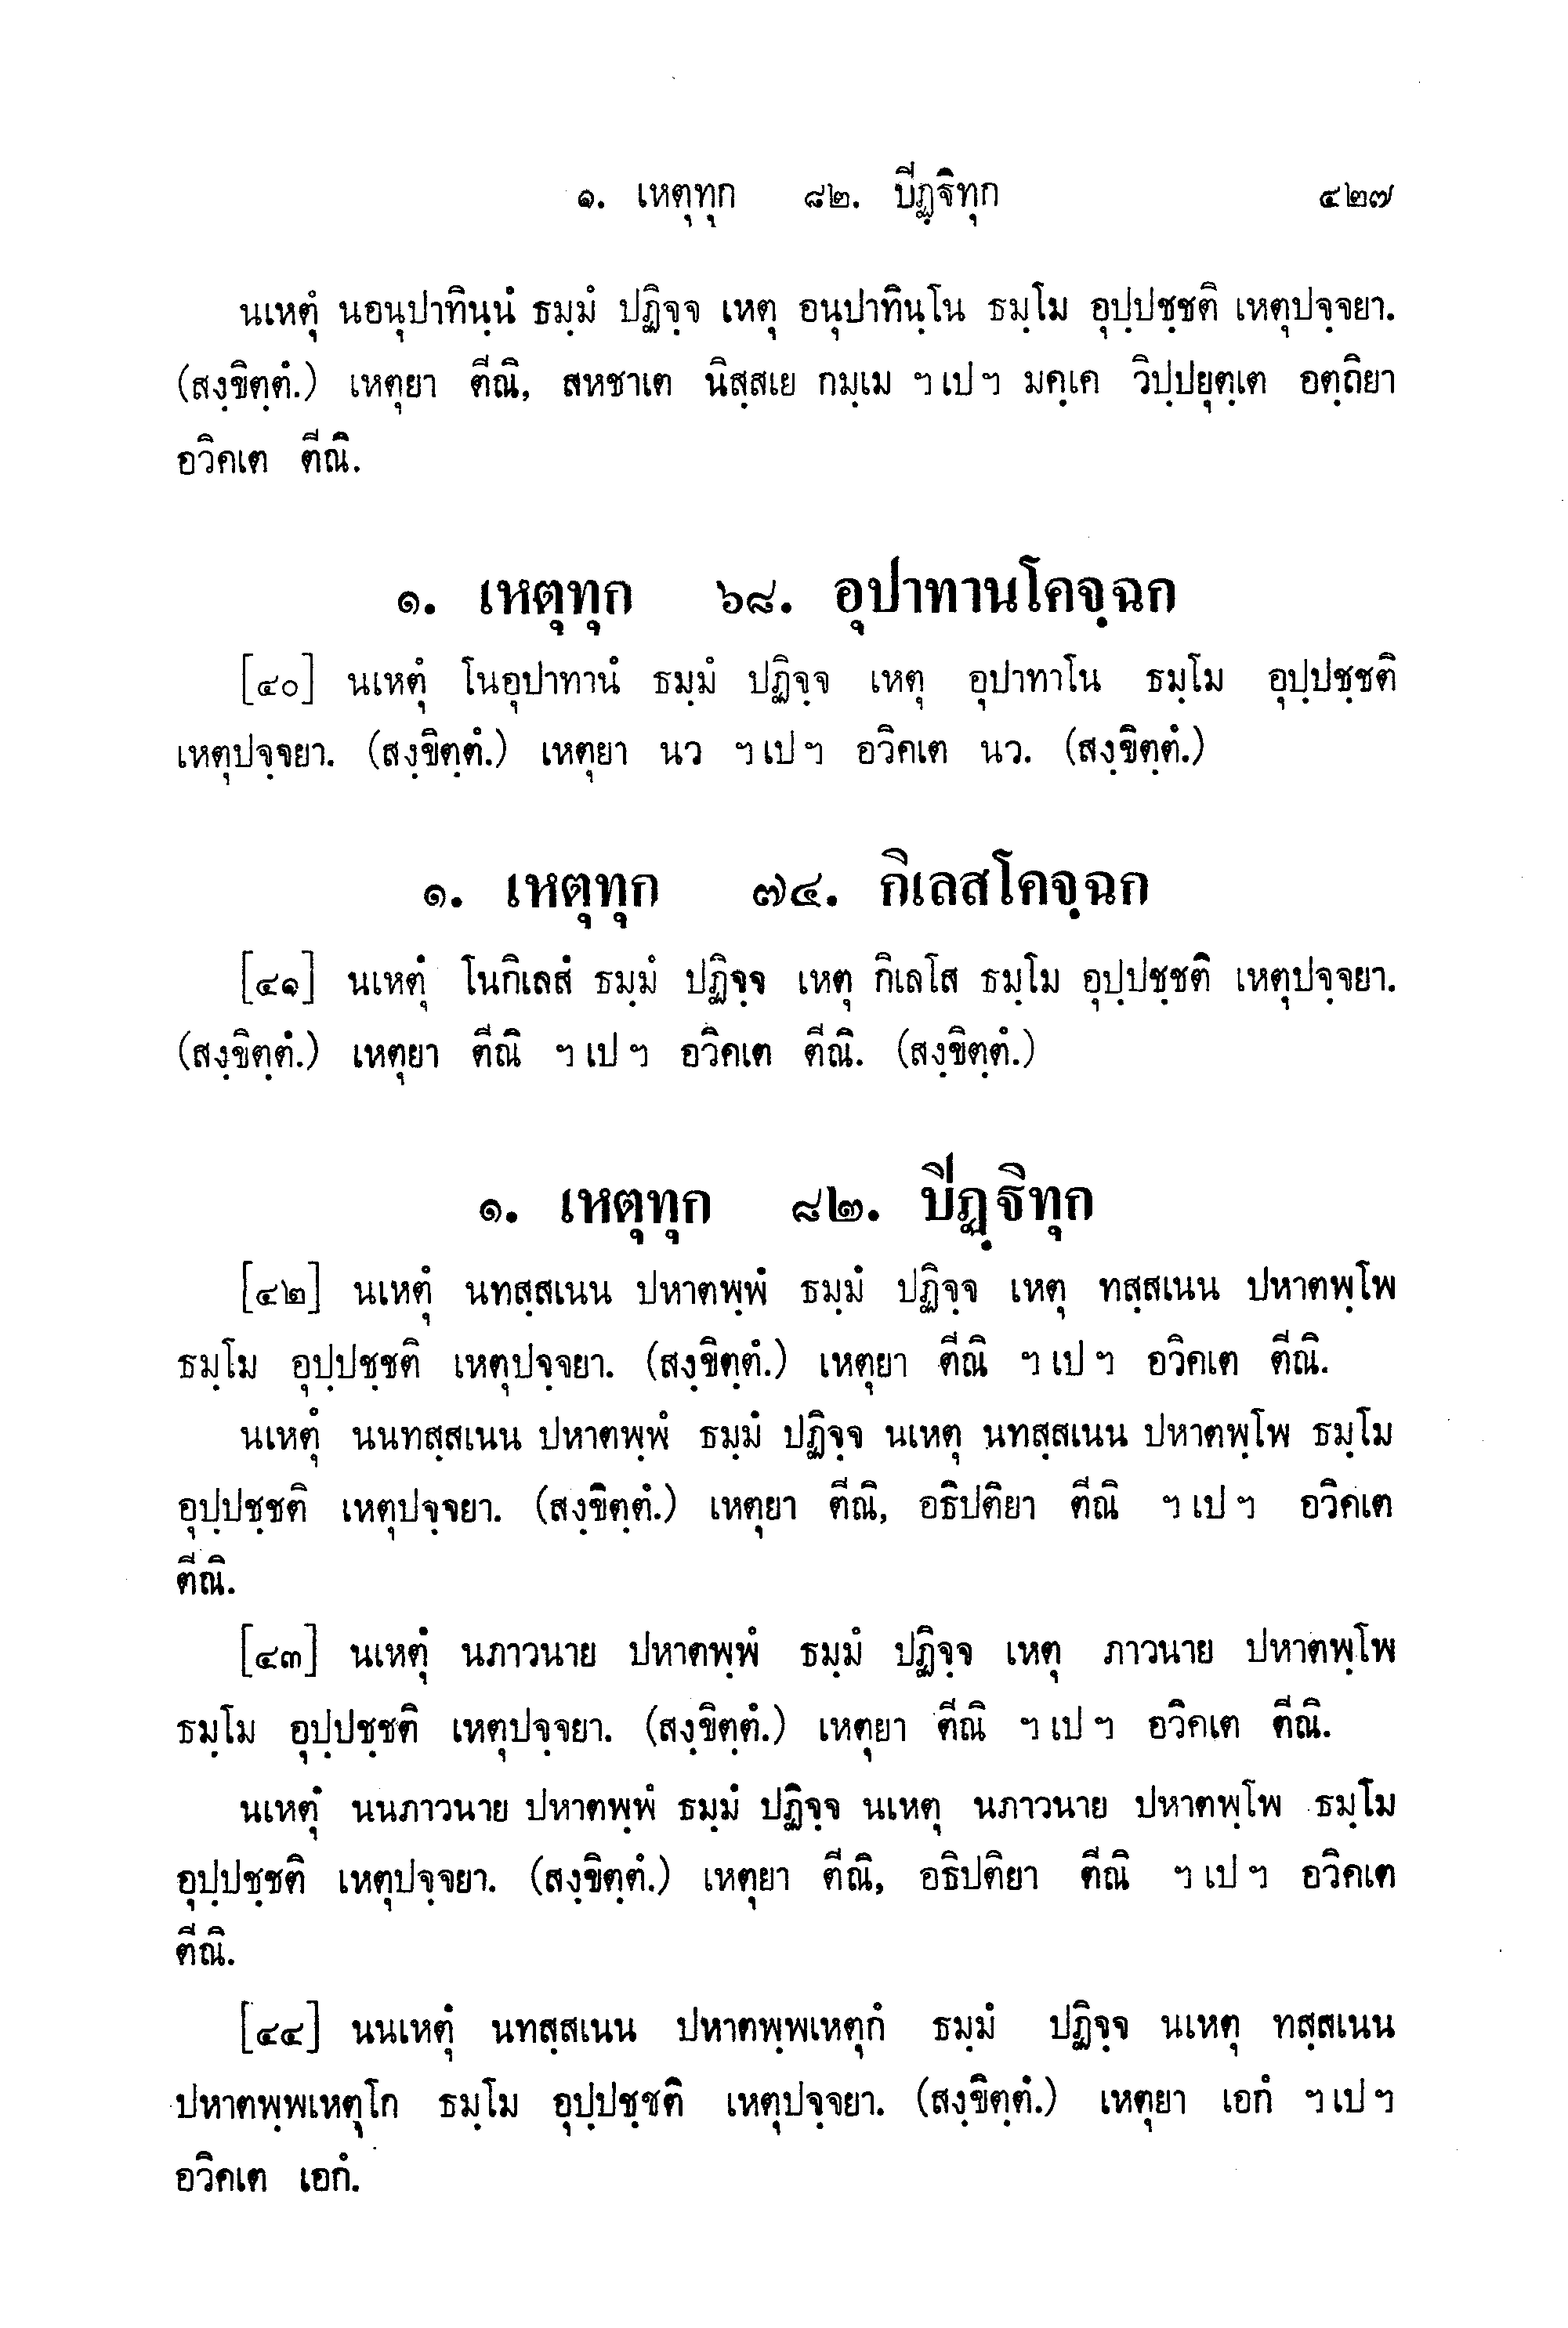 ๑. เหตุทุก ๘๒. ปีฏฺฐิทุก ๔๒๗
นเหตุํ นอนุปาทินฺนํ ธมฺมํ ปฏิจฺจ เหตุ อนุปาทินฺโน ธมฺโม อุปฺปชฺชติ เหตุปจฺจยา.
(สงฺขิตฺตํ.) เหตุยา ตีณิ, สหชาเต นิสฺสเย กมฺเม ฯเปฯ มคฺเค วิปฺปยุตฺเต อตฺถิยา
อวิคเต ตีณิ.
๑. เหตุทุก ๖๘. อุปาทานโคจฺฉก
[๔๐] นเหตุํ โนอุปาทานํ ธมฺมํ ปฏิจฺจ เหตุ อุปาทาโน ธมฺโม อุปฺปชฺชติ
เหตุปจฺจยา. (สงฺขิตฺตํ.) เหตุยา นว ฯเปฯ อวิคเต นว. (สงฺขิตฺตํ.)
๑. เหตุทุก ๗๔. กิเลสโคจฺฉก
[๔๑] นเหตุํ โนกิเลสํ ธมฺมํ ปฏิจฺจ เหตุ กิเลโส ธมฺโม อุปฺปชฺชติ เหตุปจฺจยา.
(สงฺขิตฺตํ.) เหตุยา ตีณิ ฯเปฯ อวิคเต ตีณิ. (สงฺขิตฺตํ.)
๑. เหตุทุก ๘๒. ปีฏฺฐิทุก
[๔๒] นเหตุํ นทสฺสเนน ปหาตพฺพํ ธมฺมํ ปฏิจฺจ เหตุ ทสฺสเนน ปหาตพฺโพ
ธมฺโม อุปฺปชฺชติ เหตุปจฺจยา. (สงฺขิตฺตํ.) เหตุยา ตีณิ ฯเปฯ อวิคเต ตีณิ.
นเหตุํ นนทสฺสเนน ปหาตพฺพํ ธมฺมํ ปฏิจฺจ นเหตุ นทสฺสเนน ปหาตพฺโพ ธมฺโม
อุปฺปชฺชติ เหตุปจฺจยา. (สงฺขิตฺตํ.) เหตุยา ตีณิ, อธิปติยา ตีณิ ฯเปฯ อวิคเต
ตีณิ.
[๔๓] นเหตุํ นภาวนาย ปหาตพฺพํ ธมฺมํ ปฏิจฺจ เหตุ ภาวนาย ปหาตพฺโพ
ธมฺโม อุปฺปชฺชติ เหตุปจฺจยา. (สงฺขิตฺตํ.) เหตุยา ตีณิ ฯเปฯ อวิคเต ตีณิ.
นเหตุํ นนภาวนาย ปหาตพฺพํ ธมฺมํ ปฏิจฺจ นเหตุ นภาวนาย ปหาตพฺโพ ธมฺโม
อุปฺปชฺชติ เหตุปจฺจยา. (สงฺขิตฺตํ.) เหตุยา ตีณิ, อธิปติยา ตีณิ ฯเปฯ อวิคเต
ตีณิ.
[๔๔] นนเหตุํ นทสฺสเนน ปหาตพฺพเหตุกํ ธมฺมํ ปฏิจฺจ นเหตุ ทสฺสเนน
ปหาตพฺพเหตุโก ธมฺโม อุปฺปชฺชติ เหตุปจฺจยา. (สงฺขิตฺตํ.) เหตุยา เอกํ ฯเปฯ
อวิคเต เอกํ.